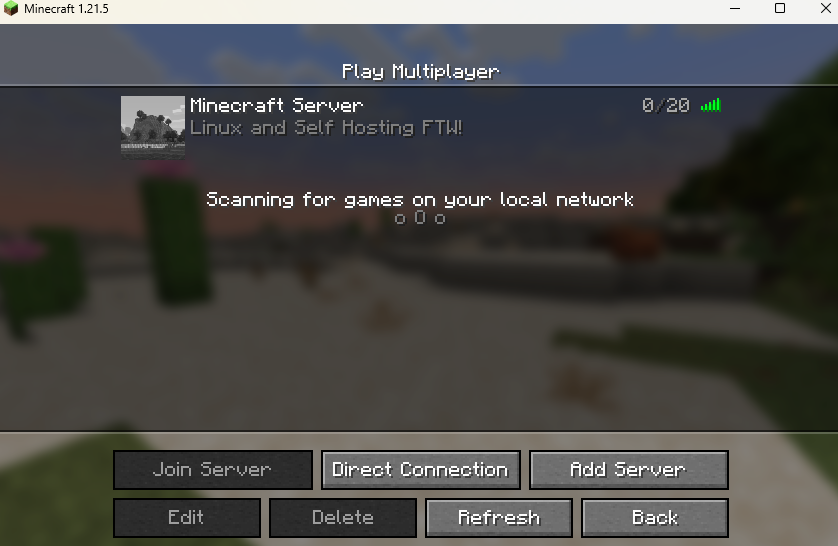 Minecraft 1.21.5
Play Multiplayer
Minecraft Server 0/20
Linux and Self Hosting FTW!
Scanning for games on your local network
o O o
Join Server Direct Connection Add Server
Edit Delete Refresh Back